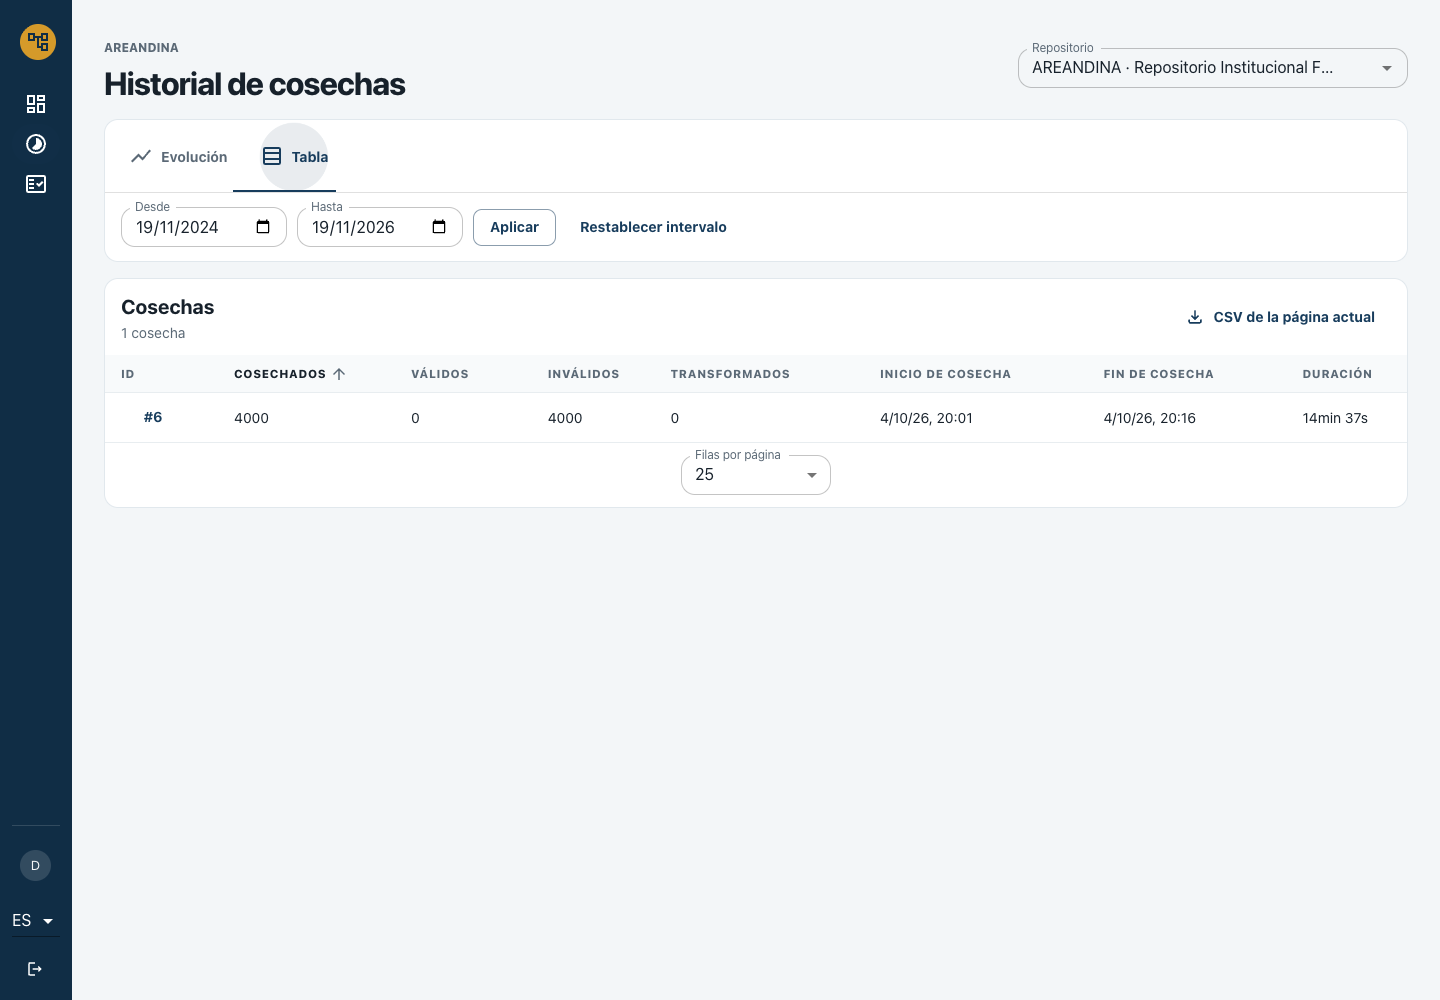 AREANDINA
Historial de cosechas
Repositorio
AREANDINA · Repositorio Institucional F...
Evolución
Tabla
Desde
19/11/2024
Hasta
19/11/2026
Aplicar
Restablecer intervalo
Cosechas
1 cosecha
CSV de la página actual
ID COSECHADOS VÁLIDOS INVÁLIDOS TRANSFORMADOS INICIO DE COSECHA FIN DE COSECHA DURACIÓN
#6 4000 0 4000 0 4/10/26, 20:01 4/10/26, 20:16 14min 37s
Filas por página
25
D
ES